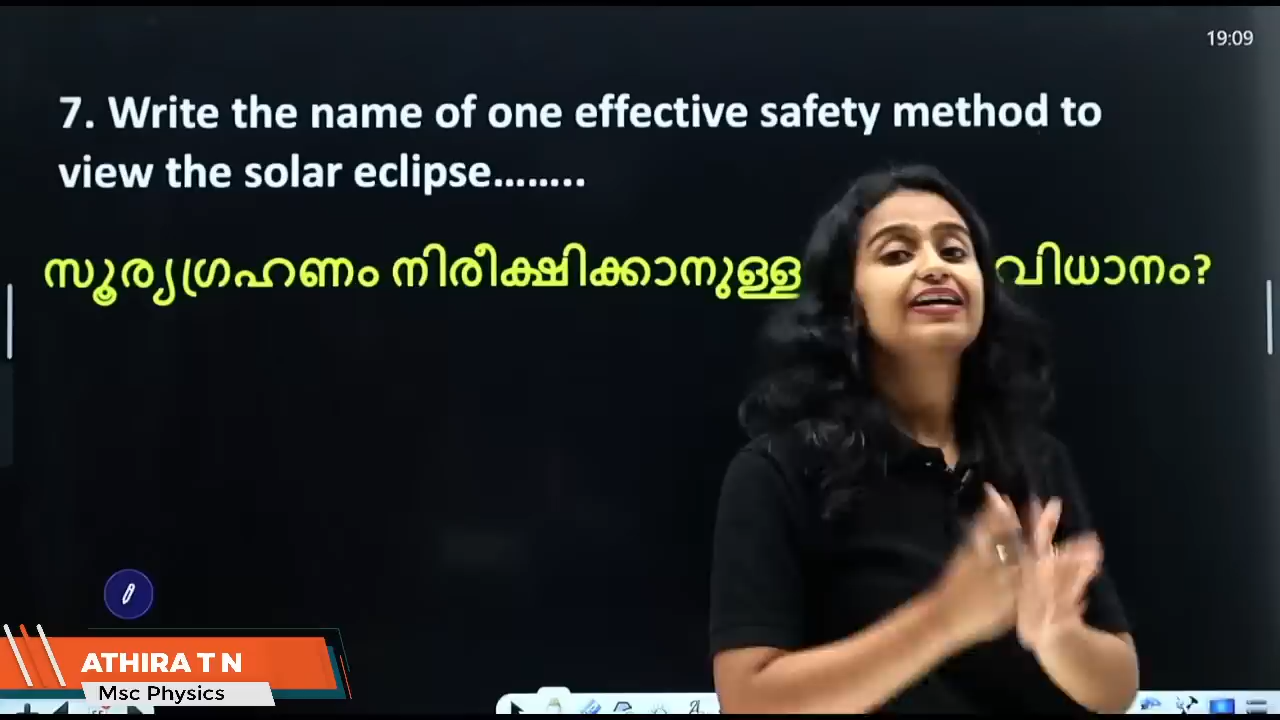 19:09
7. Write the name of one effective safety method to
view the solar eclipse........
സൂര്യഗ്രഹണം നിരീക്ഷിക്കാനുള്ള വിധാനം?
ATHIRA T N
Msc Physics